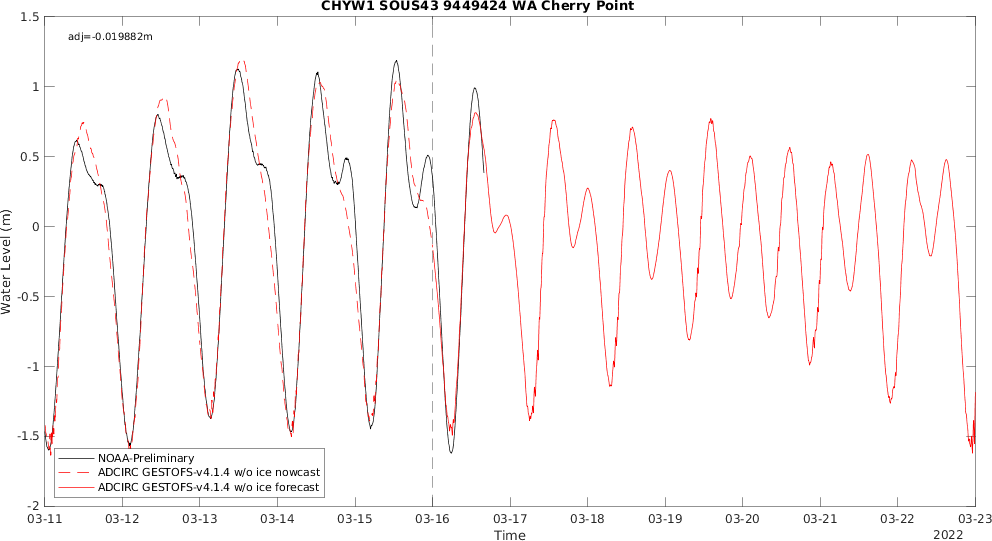 CHYW1 SOUS43 9449424 WA Cherry Point
adj=-0.019882m
1.5
1
0.5
0
-0.5
-1
-1.5
-2
Water Level (m)
NOAA-Preliminary
ADCIRC GESTOFS-v4.1.4 w/o ice nowcast
ADCIRC GESTOFS-v4.1.4 w/o ice forecast
03-11 03-12 03-13 03-14 03-15 03-16 03-17 03-18 03-19 03-20 03-21 03-22 03-23
Time
2022